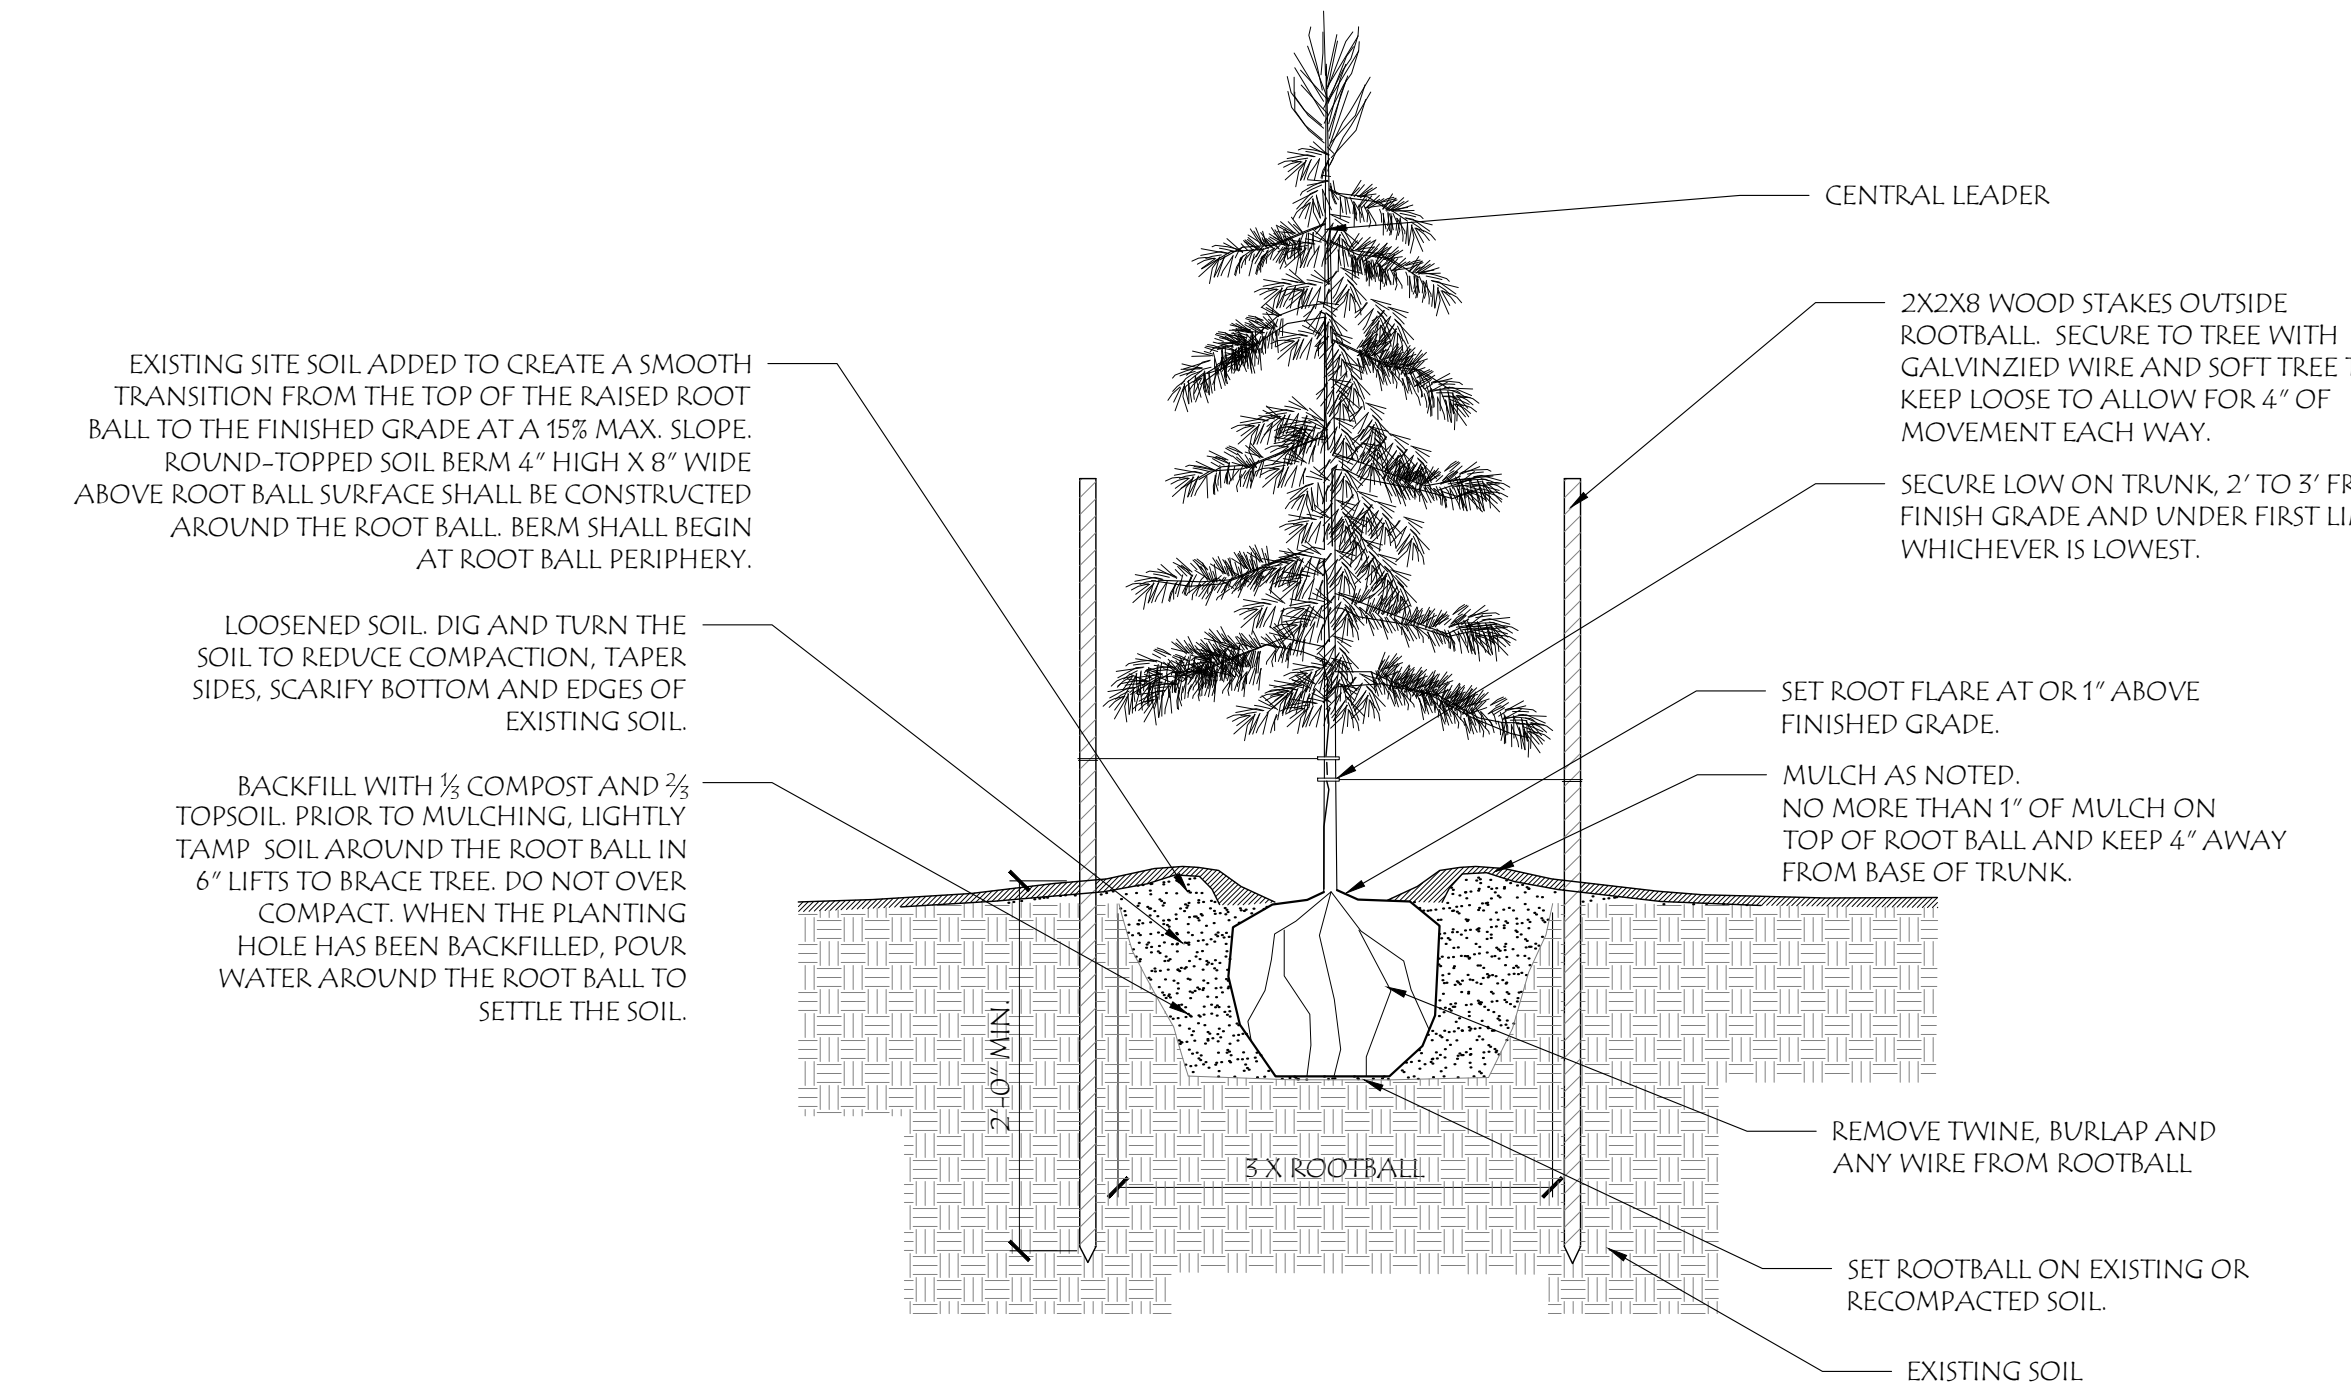 CENTRAL LEADER
2X2X8 WOOD STAKES OUTSIDE
ROOTBALL. SECURE TO TREE WITH
GALVINZIED WIRE AND SOFT TREE
KEEP LOOSE TO ALLOW FOR 4" OF
MOVEMENT EACH WAY.
SECURE LOW ON TRUNK, 2' TO 3'
FINISH GRADE AND UNDER FIRST
WHICHEVER IS LOWEST.
SET ROOT FLARE AT OR 1" ABOVE
FINISHED GRADE.
MULCH AS NOTED.
NO MORE THAN 1" OF MULCH ON
TOP OF ROOT BALL AND KEEP 4" AWAY
FROM BASE OF TRUNK.
REMOVE TWINE, BURLAP AND
ANY WIRE FROM ROOTBALL
SET ROOTBALL ON EXISTING OR
RECOMPACTED SOIL.
EXISTING SOIL
EXISTING SITE SOIL ADDED TO CREATE A SMOOTH
TRANSITION FROM THE TOP OF THE RAISED ROOT
BALL TO THE FINISHED GRADE AT A 15% MAX. SLOPE.
ROUND-TOPPED SOIL BERM 4" HIGH X 8" WIDE
ABOVE ROOT BALL SURFACE SHALL BE CONSTRUCTED
AROUND THE ROOT BALL. BERM SHALL BEGIN
AT ROOT BALL PERIPHERY.
LOOSENED SOIL. DIG AND TURN THE
SOIL TO REDUCE COMPACTION, TAPER
SIDES, SCARIFY BOTTOM AND EDGES OF
EXISTING SOIL.
BACKFILL WITH ⅓ COMPOST AND ⅔
TOPSOIL. PRIOR TO MULCHING, LIGHTLY
TAMP SOIL AROUND THE ROOT BALL IN
6" LIFTS TO BRACE TREE. DO NOT OVER
COMPACT. WHEN THE PLANTING
HOLE HAS BEEN BACKFILLED, POUR
WATER AROUND THE ROOT BALL TO
SETTLE THE SOIL.
2'-0" MIN.
3 X ROOTBALL